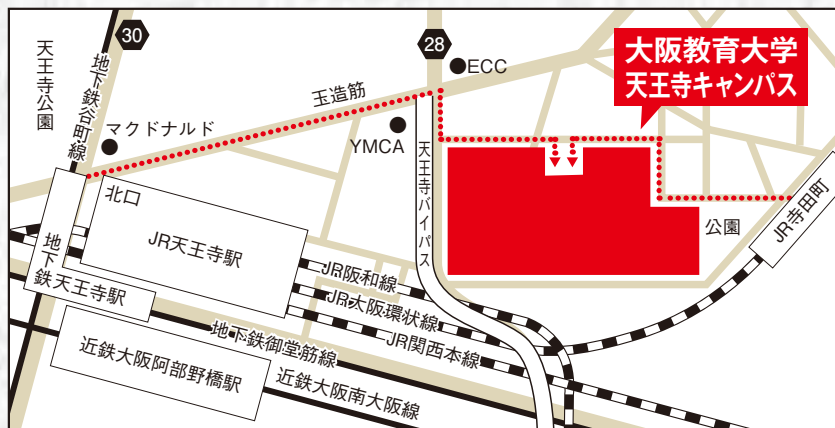 30
28
天王寺公園
地下鉄谷町線
マクドナルド
玉造筋
ECC
YMCA
大阪教育大学
天王寺キャンパス
天王寺バイパス
公園
JR寺田町
北口
JR天王寺駅
地下
鉄天王寺駅
JR阪和線
JR大阪環状線
JR関西本線
地下鉄御堂筋線
近鉄大阪阿部野橋駅
近鉄大阪南大阪線